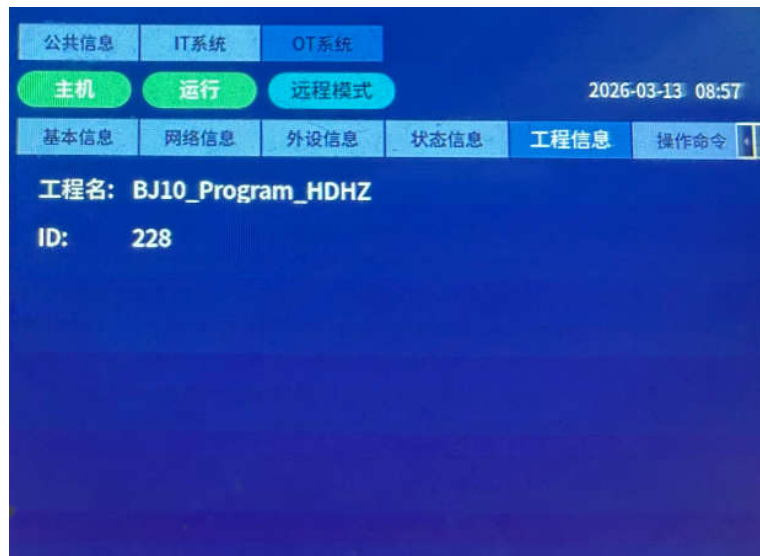 公共信息 IT系统 OT系统
主机 运行 远程模式 2026-03-13 08:57
基本信息 网络信息 外设信息 状态信息 工程信息 操作命令
工程名: BJ10_Program_HDHZ
ID: 228